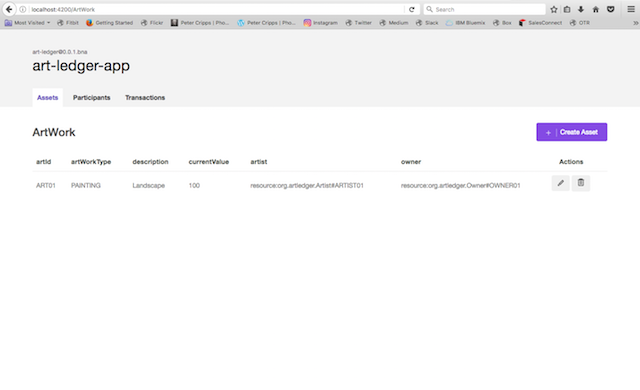 localhost:4200/ArtWork
Search
Most Visited Fitbit Getting Started Flickr Peter Cripps | Pho... Peter Cripps | Pho... Instagram Twitter Medium Slack IBM Bluemix Box SalesConnect OTR
art-ledger@0.0.1.bna
art-ledger-app
Assets Participants Transactions
ArtWork
+ Create Asset
artId artWorkType description currentValue artist owner Actions
ART01 PAINTING Landscape 100 resource:org.artledger.Artist#ARTIST01 resource:org.artledger.Owner#OWNER01